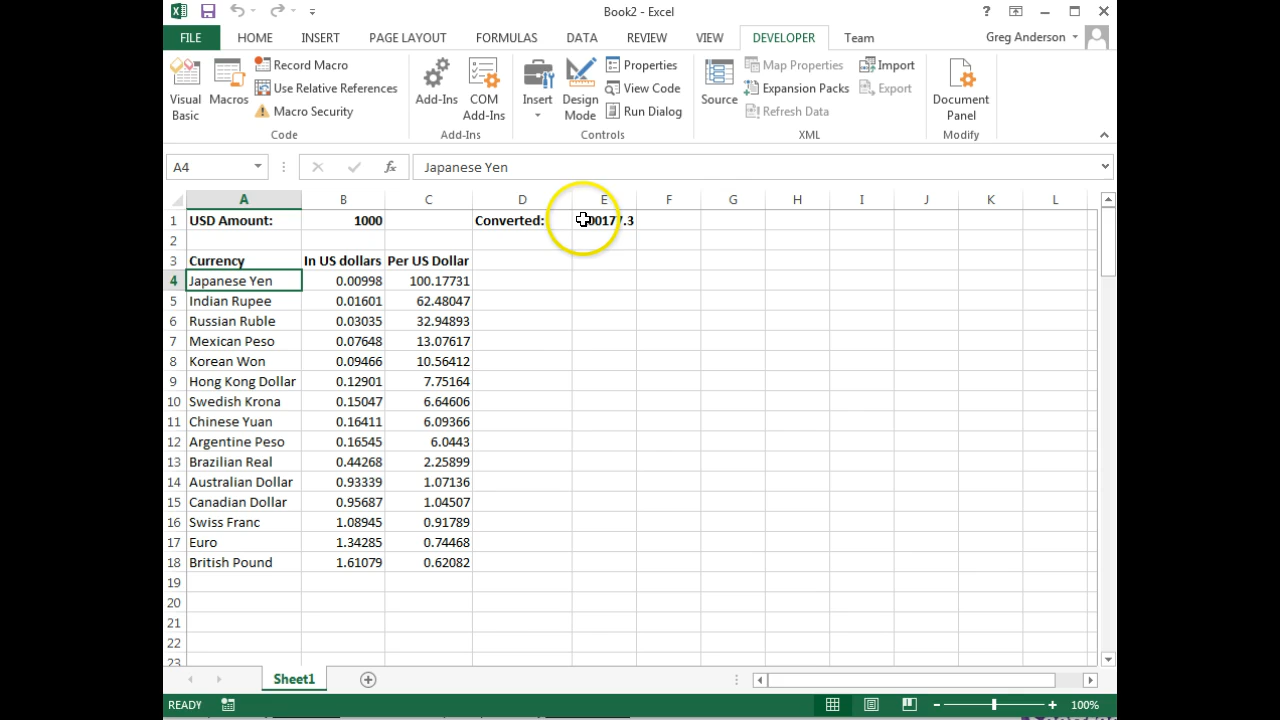 Book2 - Excel
?
FILE HOME INSERT PAGE LAYOUT FORMULAS DATA REVIEW VIEW DEVELOPER Team Greg Anderson
Visual Basic
Macros
Record Macro
Use Relative References
Macro Security
Code
Add-Ins
COM Add-Ins
Add-Ins
Insert
Design Mode
Properties
View Code
Run Dialog
Controls
Source
Map Properties
Expansion Packs
Refresh Data
Import
Export
XML
Document Panel
Modify
A4 fx Japanese Yen
A B C D E F G H I J K L
1 USD Amount: 1000 Converted: 00177.3
2
3 Currency In US dollars Per US Dollar
4 Japanese Yen 0.00998 100.17731
5 Indian Rupee 0.01601 62.48047
6 Russian Ruble 0.03035 32.94893
7 Mexican Peso 0.07648 13.07617
8 Korean Won 0.09466 10.56412
9 Hong Kong Dollar 0.12901 7.75164
10 Swedish Krona 0.15047 6.64606
11 Chinese Yuan 0.16411 6.09366
12 Argentine Peso 0.16545 6.0443
13 Brazilian Real 0.44268 2.25899
14 Australian Dollar 0.93339 1.07136
15 Canadian Dollar 0.95687 1.04507
16 Swiss Franc 1.08945 0.91789
17 Euro 1.34285 0.74468
18 British Pound 1.61079 0.62082
19
20
21
22
23
Sheet1
READY 100%